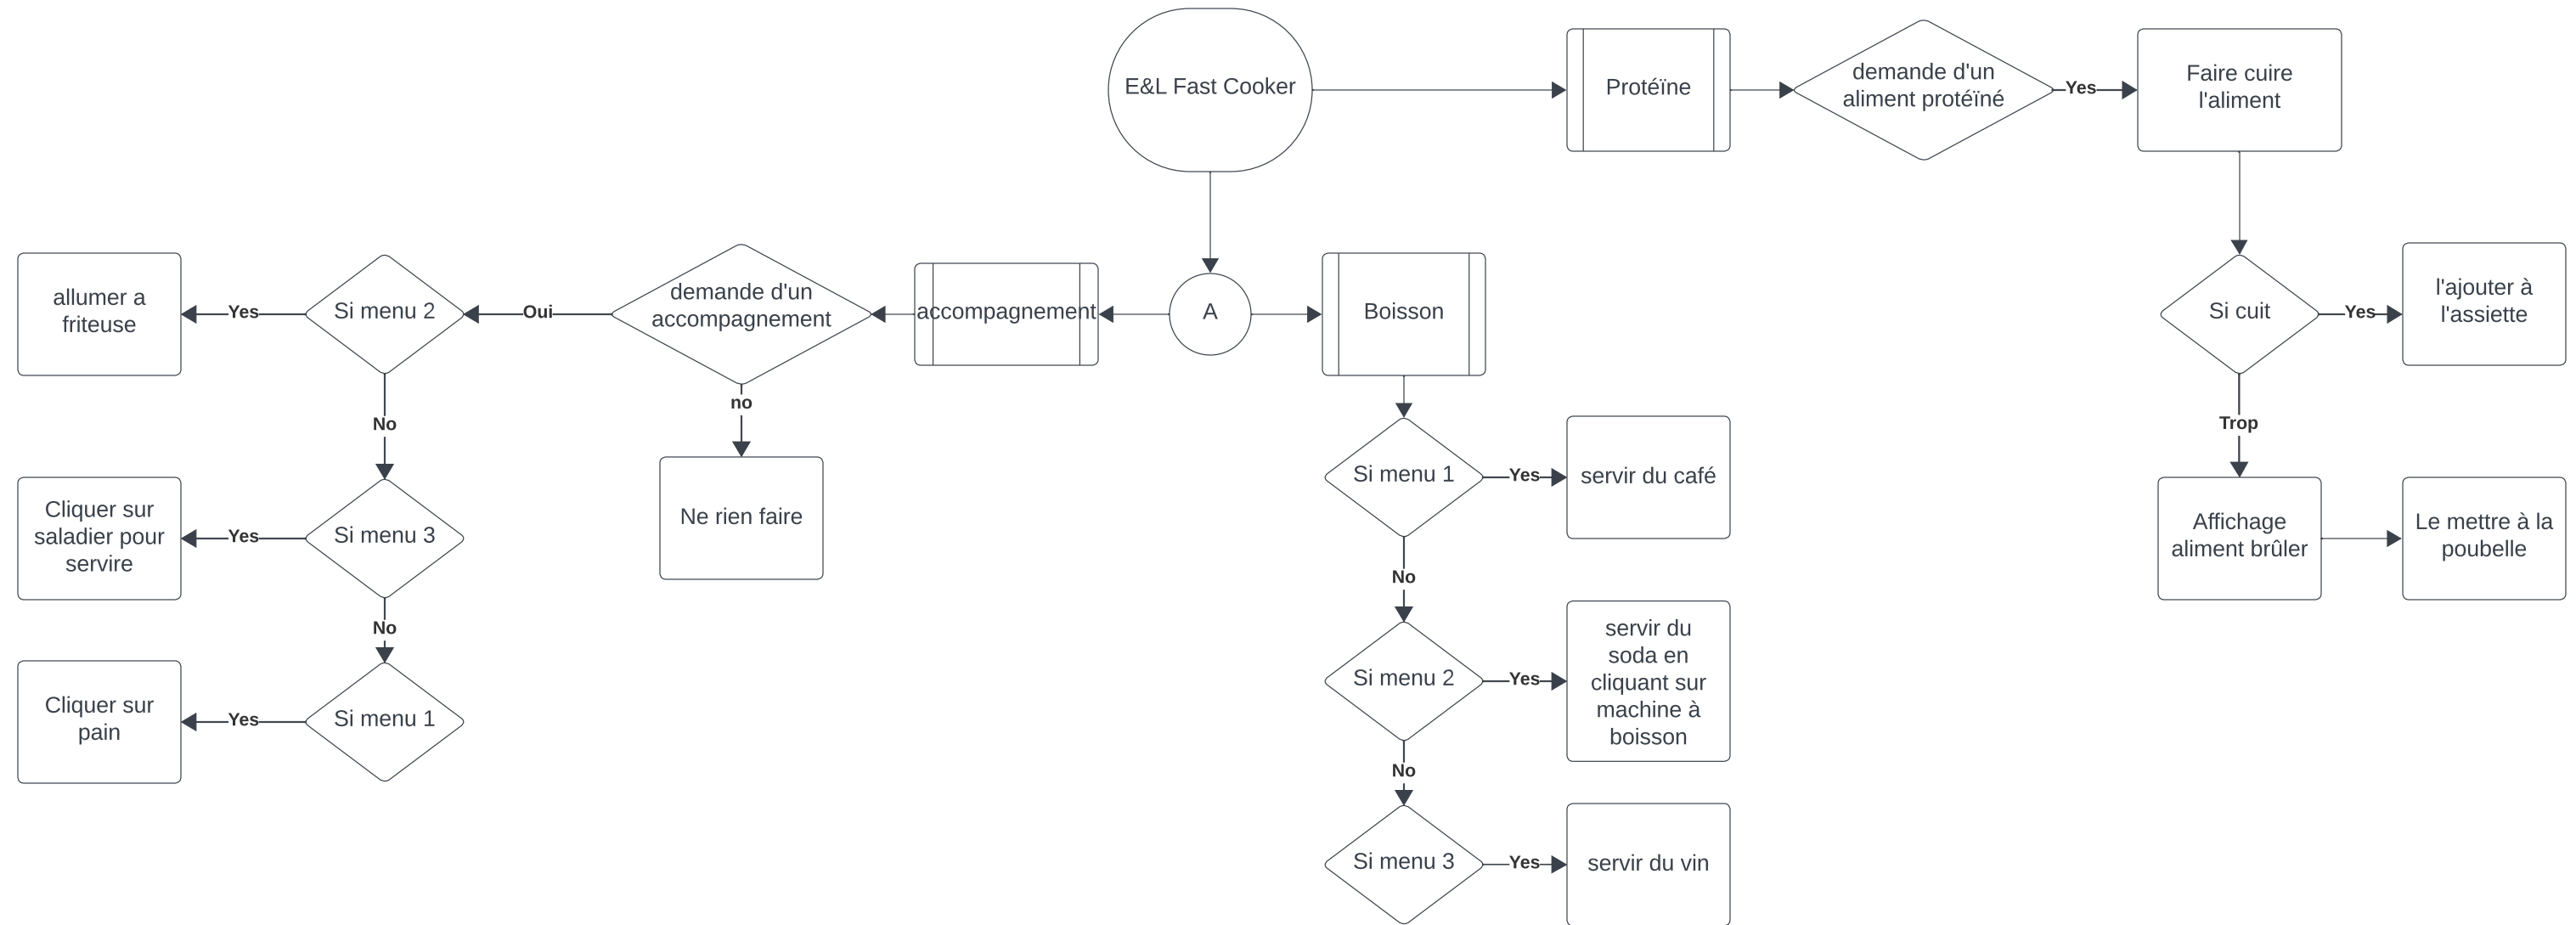 E&L Fast Cooker
Protéïne
demande d'un
aliment protéïné
Yes
Faire cuire
l'aliment
allumer a
friteuse
Yes
Si menu 2
Oui
demande d'un
accompagnement
accompagnement
A
Boisson
Si cuit
Yes
l'ajouter à
l'assiette
no
No
Trop
Cliquer sur
saladier pour
servire
Yes
Si menu 3
Ne rien faire
Si menu 1
Yes
servir du café
Affichage
aliment brûler
Le mettre à la
poubelle
No
No
Cliquer sur
pain
Yes
Si menu 1
Si menu 2
Yes
servir du
soda en
cliquant sur
machine à
boisson
No
Si menu 3
Yes
servir du vin